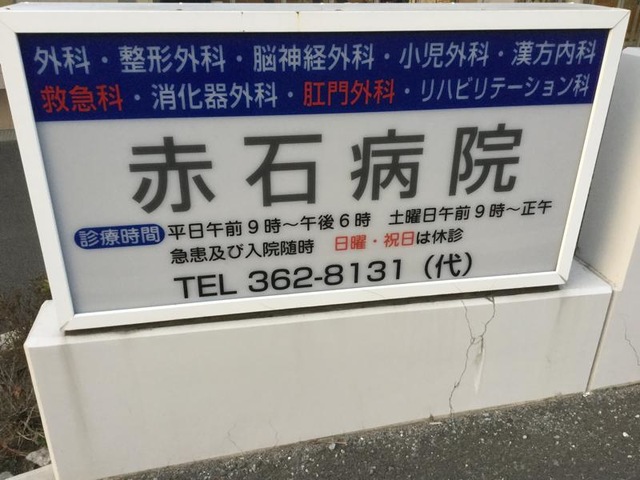 外科・整形外科・脳神経外科・小児外科・漢方内科
救急科・消化器外科・肛門外科・リハビリテーション科
赤石病院
診療時間 平日午前9時～午後6時 土曜日午前9時～正午
急患及び入院随時 日曜・祝日は休診
TEL 362-8131（代）